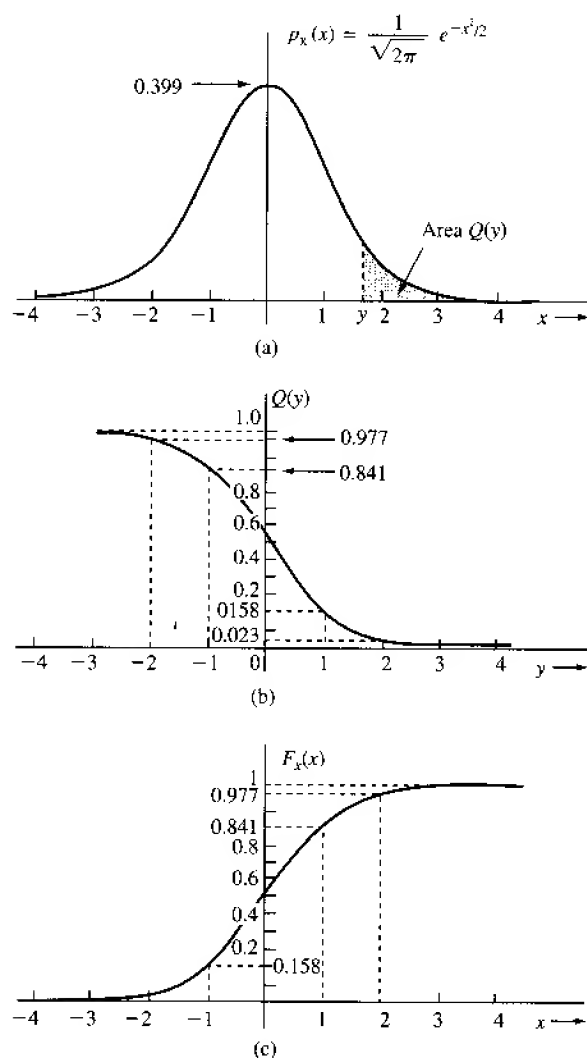 pₓ(x) = 1/√2π e^−x²/2
0.399
Area Q(y)
−4 −3 −2 −1 1 y 2 3 4 x
(a)
Q(y)
1.0
0.977
0.841
0.8
0.6
0.4
0.2
0158
0.023
−4 −3 −2 −1 0 1 2 3 4 y
(b)
Fₓ(x)
1
0.977
0.841
0.8
0.6
0.4
0.2
0.158
−4 −3 −2 −1 1 2 3 4 x
(c)